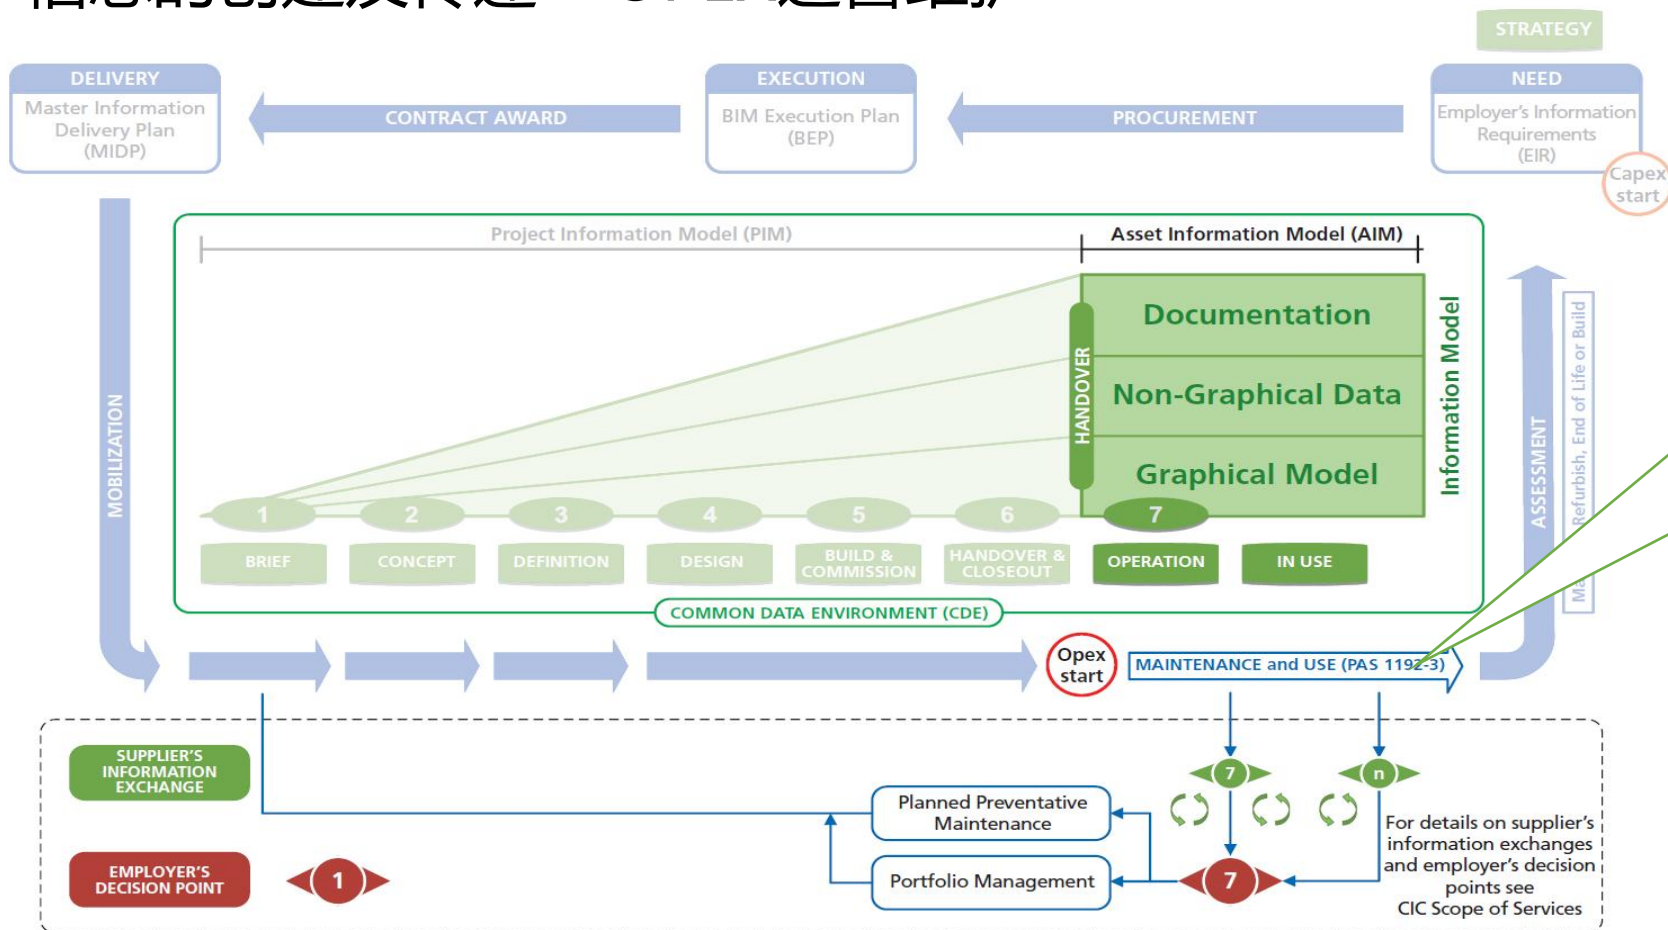 STRATEGY
DELIVERY
Master Information
Delivery Plan
(MIDP)
CONTRACT AWARD
EXECUTION
BIM Execution Plan
(BEP)
PROCUREMENT
NEED
Employer's Information
Requirements
(EIR)
Capex
start
Project Information Model (PIM)
Asset Information Model (AIM)
MOBILIZATION
HANDOVER
Documentation
Non-Graphical Data
Graphical Model
Information Model
ASSESSMENT
Refurbish, End of Life or Build
1
2
3
4
5
6
7
BRIEF
CONCEPT
DEFINITION
DESIGN
BUILD &
COMMISSION
HANDOVER &
CLOSEOUT
OPERATION
IN USE
COMMON DATA ENVIRONMENT (CDE)
Opex
start
MAINTENANCE and USE (PAS 1192-3)
SUPPLIER'S
INFORMATION
EXCHANGE
7
n
Planned Preventative
Maintenance
For details on supplier's
information exchanges
and employer's decision
points see
CIC Scope of Services
EMPLOYER'S
DECISION POINT
1
Portfolio Management
7